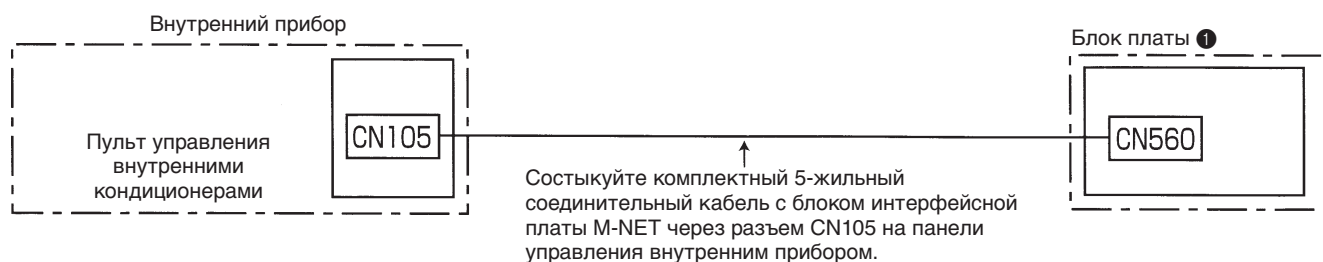 Внутренний прибор
Блок платы ❶
CN105
CN560
Пульт управления
внутренними
кондиционерами
Состыкуйте комплектный 5-жильный
соединительный кабель с блоком интерфейсной
платы M-NET через разъем CN105 на панели
управления внутренним прибором.